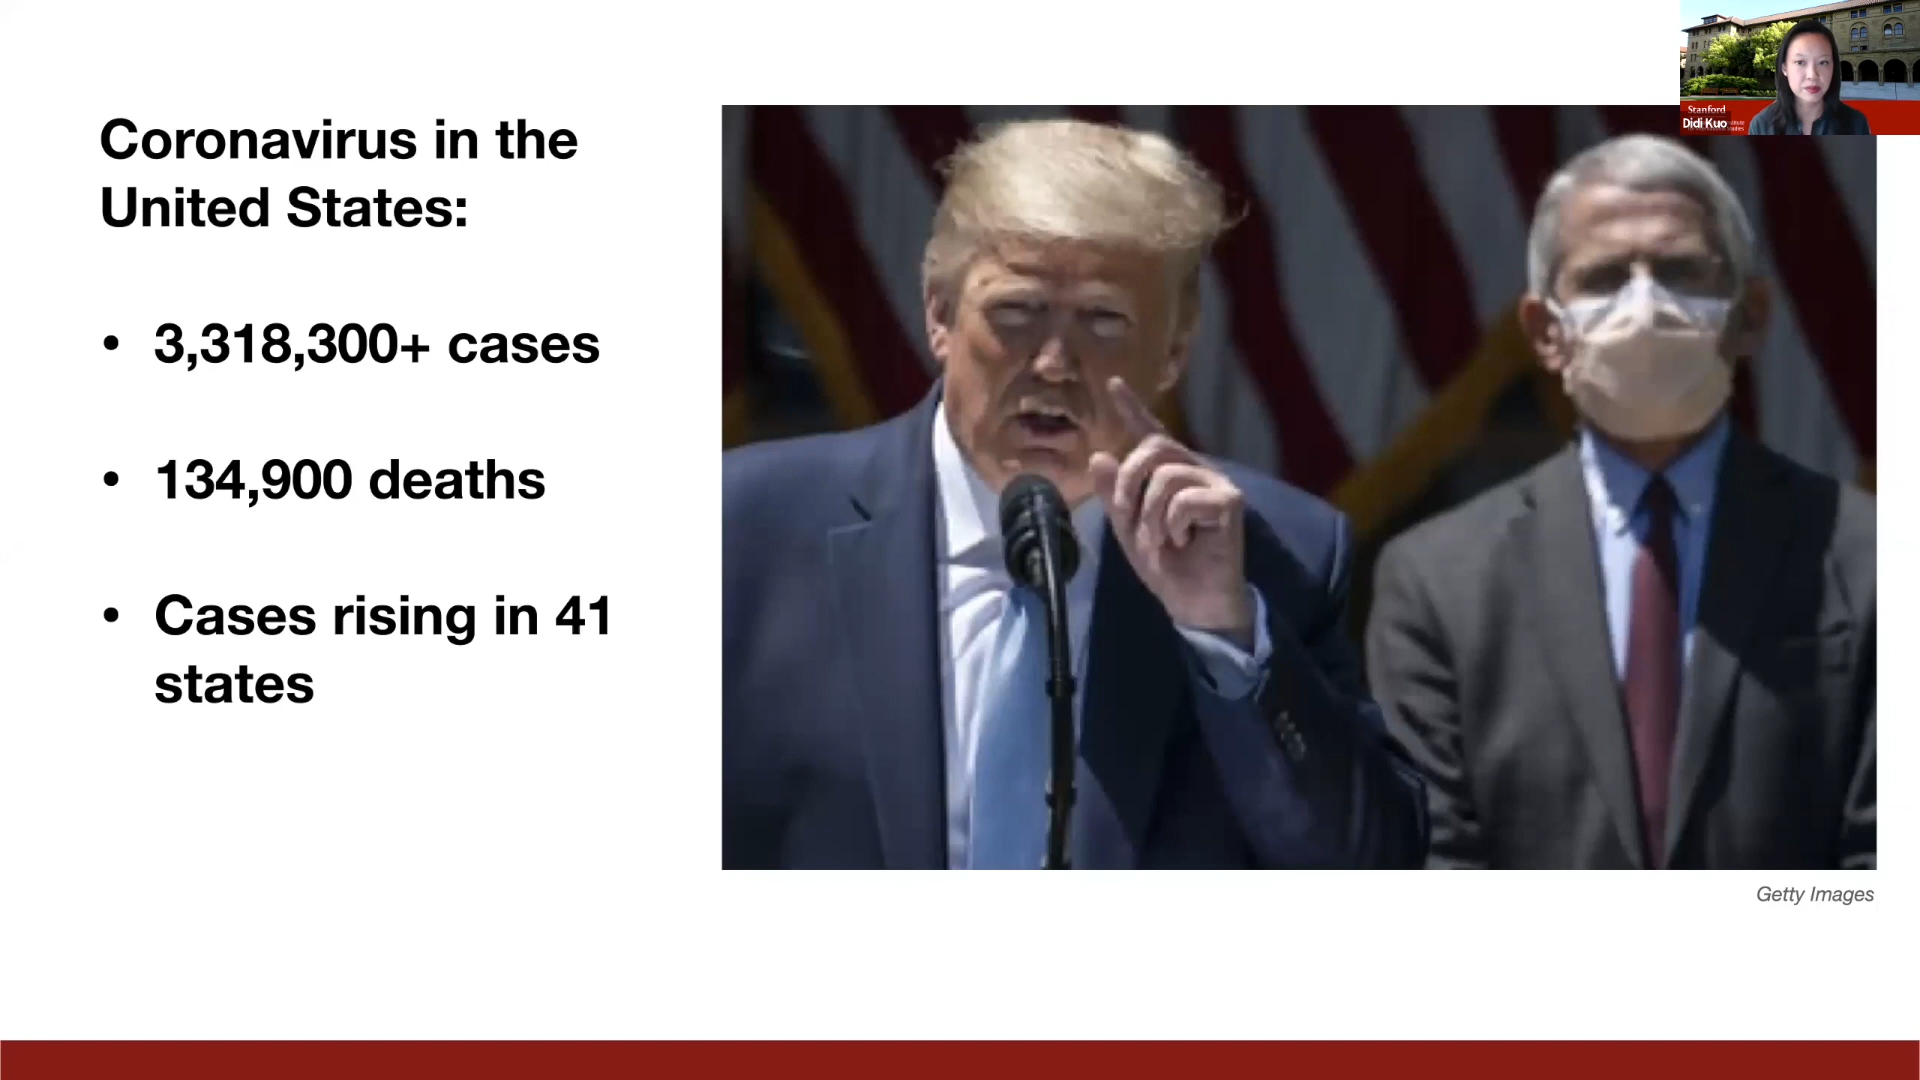 Stanford
Didi Kuo
Coronavirus in the
United States:
• 3,318,300+ cases
• 134,900 deaths
• Cases rising in 41
states
Getty Images